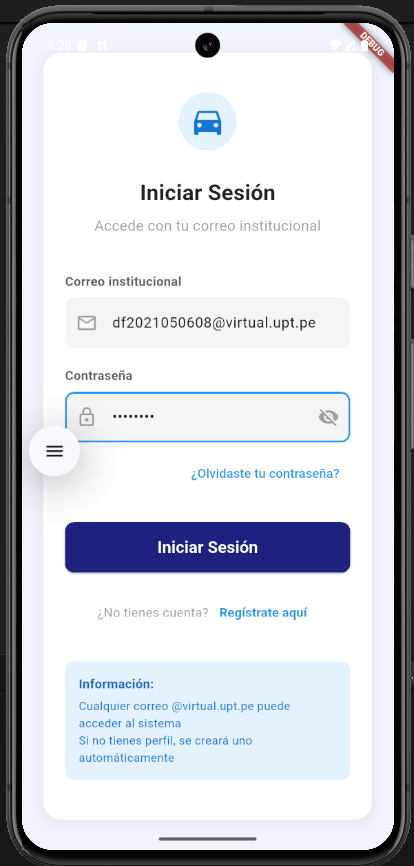 9:28
DEBUG
Iniciar Sesión
Accede con tu correo institucional
Correo institucional
df2021050608@virtual.upt.pe
Contraseña
••••••••
¿Olvidaste tu contraseña?
Iniciar Sesión
¿No tienes cuenta? Regístrate aquí
Información:
Cualquier correo @virtual.upt.pe puede
acceder al sistema
Si no tienes perfil, se creará uno
automáticamente